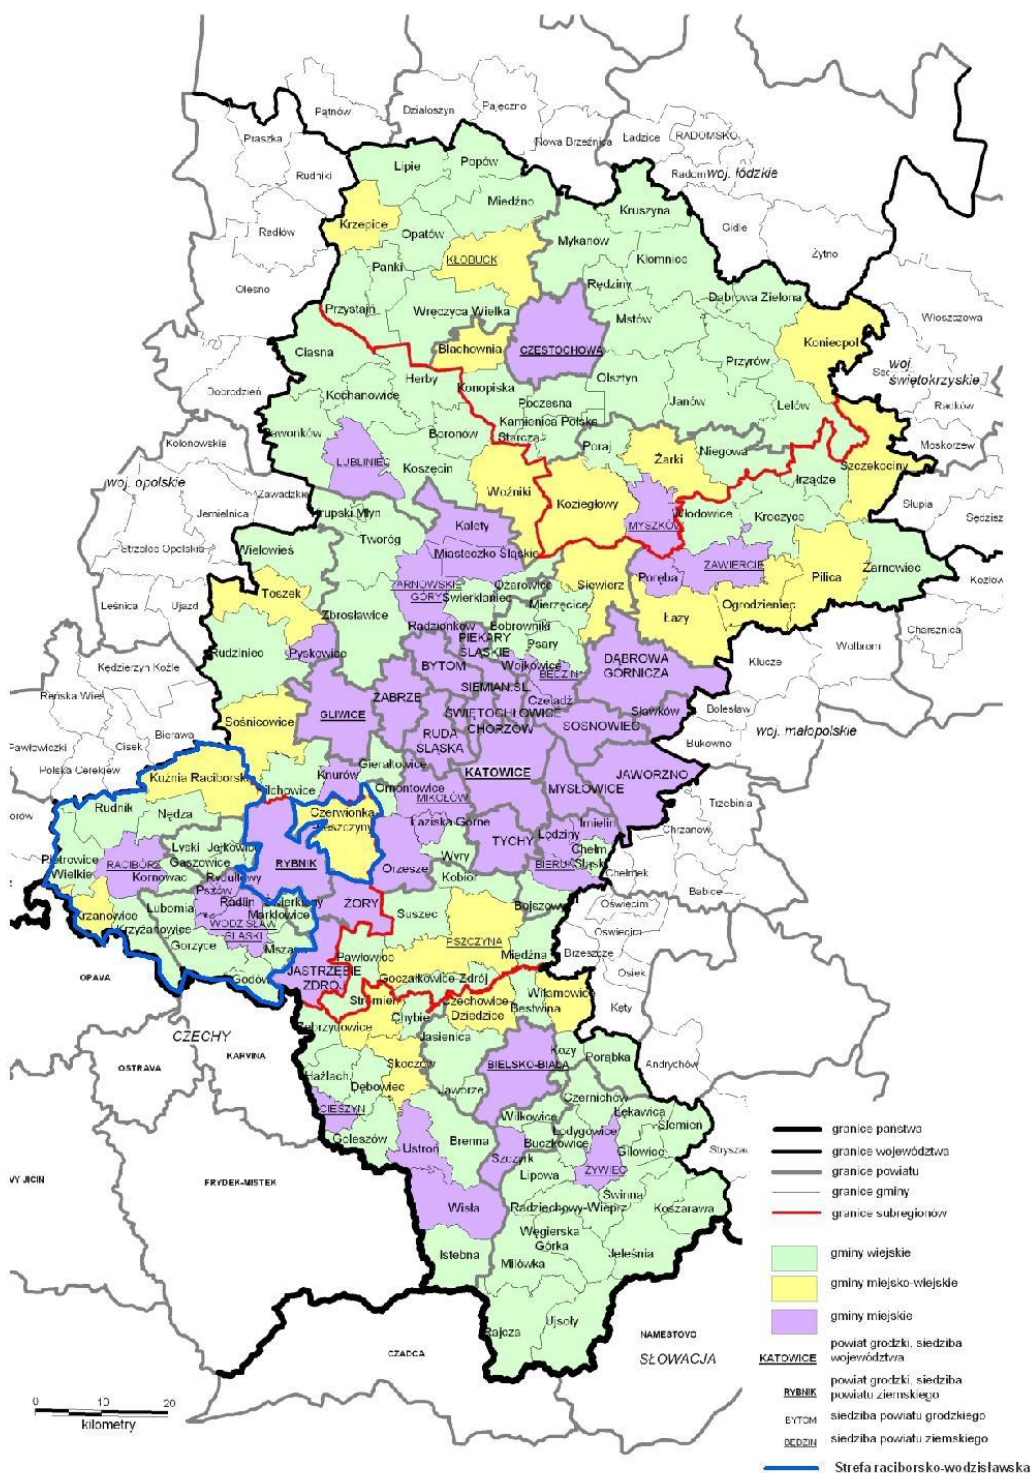 Pątnów
Działoszyn
Pajęczno
Praszka
Nowa Brzeźnica
Ładzice
RADOMSKO
Rudniki
Lipie
Popów
Radom
woj. łódzkie
Miedźno
Kruszyna
Krzepice
Radłów
Opatów
Mykanów
Gidle
KŁOBUCK
Kłomnice
Żytno
Panki
Olesno
Rędziny
Dąbrowa Zielona
Przystajń
Wręczyca Wielka
Mstów
Włoszczowa
Koniecpol
Ciasna
Blachownia
CZĘSTOCHOWA
Przyrów
woj.
świętokrzyskie
Herby
Konopiska
Olsztyn
Dobrodzień
Kochanowice
Poczesna
Janów
Lelów
Radków
Kamienica Polska
Kolonowskie
Pawonków
Boronów
Starcza
Poraj
Niegowa
Moskorzew
LUBLINIEC
Koszęcin
Żarki
Szczekociny
woj. opolskie
Woźniki
Irządze
Zawadzkie
Koziegłowy
Słupia
Jemielnica
Krupski Młyn
Kalety
MYSZKÓW
Włodowice
Kroczyce
Sędzisz
Strzelce Opolskie
Wielowieś
Tworóg
Miasteczko Śląskie
ZAWIERCIE
Pilica
Żarnowiec
Kozłów
Leśnica
Ujazd
Toszek
TARNOWSKIE
GÓRY
Ożarowice
Siewierz
Poręba
Świerklaniec
Mierzęcice
Ogrodzieniec
Zbrosławice
Łazy
Charsznica
Radzionków
Bobrowniki
Wolbrom
Rudziniec
Pyskowice
PIEKARY
ŚLĄSKIE
Psary
Klucze
Kędzierzyn Koźle
BYTOM
Wojkowice
DĄBROWA
GÓRNICZA
BĘDZIN
Reńska Wieś
ZABRZE
SIEMIAN.ŚL.
Czeladź
Sławków
Bolesław
Sośnicowice
GLIWICE
ŚWIĘTOCHŁOWICE
CHORZÓW
SOSNOWIEC
woj. małopolskie
Bierawa
RUDA
ŚLĄSKA
Bukowno
Pawłowiczki
Cisek
Gierałtowice
KATOWICE
Polska Cerekiew
Kuźnia Raciborska
Knurów
JAWORZNO
Pilchowice
Ornontowice
MIKOŁÓW
MYSŁOWICE
Trzebinia
Rudnik
Nędza
Czerwionka
Leszczyny
Łaziska Górne
Imielin
Chrzanów
Lędziny
TYCHY
Lyski
Jejkowice
Chełm
Śląski
Pietrowice
Wielkie
RACIBÓRZ
Gaszowice
RYBNIK
Wyry
BIERUŃ
Chełmek
Kornowac
Rydułtowy
Orzesze
Kobiór
Babice
Pszów
Krzanowice
Lubomia
Radlin
Świerklany
ŻORY
Suszec
Bojszowy
Oświęcim
Krzyżanowice
WODZISŁAW
ŚLĄSKI
Marklowice
Oświęcim
Gorzyce
Mszana
PSZCZYNA
Miedźna
Brzeszcze
Pawłowice
OPAVA
Godów
JASTRZĘBIE
ZDRÓJ
Goczałkowice-Zdrój
Osiek
Strumień
Czechowice
Dziedzice
Wilamowice
Bestwina
Kęty
CZECHY
Zebrzydowice
Chybie
Jasienica
KARVINA
OSTRAVA
Hażlach
Skoczów
BIELSKO-BIAŁA
Kozy
Porąbka
Andrychów
Dębowiec
Jaworze
Czernichów
CIESZYN
Wilkowice
Łękawica
Goleszów
Ustroń
Brenna
Łodygowice
Ślemień
Buczkowice
Szczyrk
Gilowice
Stryszaw
VY JICIN
FRYDEK-MISTEK
Lipowa
ŻYWIEC
Wisła
Świnna
Radziechowy-Wieprz
Koszarawa
Węgierska
Górka
Istebna
Milówka
Jeleśnia
Ujsoły
Rajcza
NAMESTOVO
CZADCA
SŁOWACJA
granice państwa
granice województwa
granice powiatu
granice gminy
granice subregionów
gminy wiejskie
gminy miejsko-wiejskie
gminy miejskie
KATOWICE powiat grodzki, siedziba
województwa
RYBNIK powiat grodzki, siedziba
powiatu ziemskiego
BYTOM siedziba powiatu grodzkiego
BĘDZIN siedziba powiatu ziemskiego
Strefa raciborsko-wodzisławska
0 10 20
kilometry